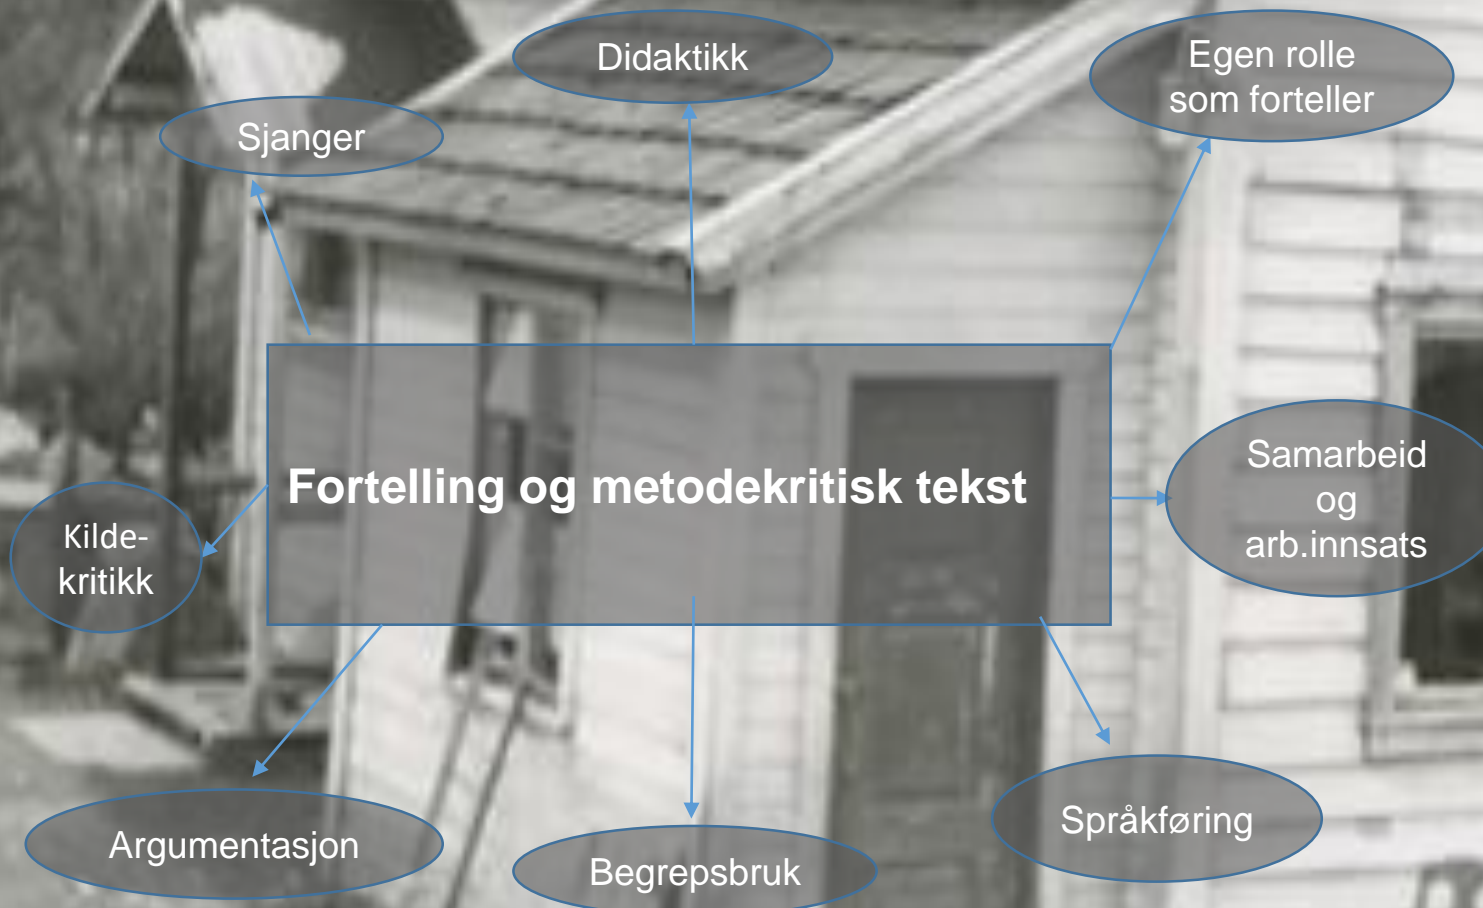 Didaktikk
Egen rolle
som forteller
Sjanger
Fortelling og metodekritisk tekst
Samarbeid
og
arb.innsats
Kilde-
kritikk
Argumentasjon
Begrepsbruk
Språkføring